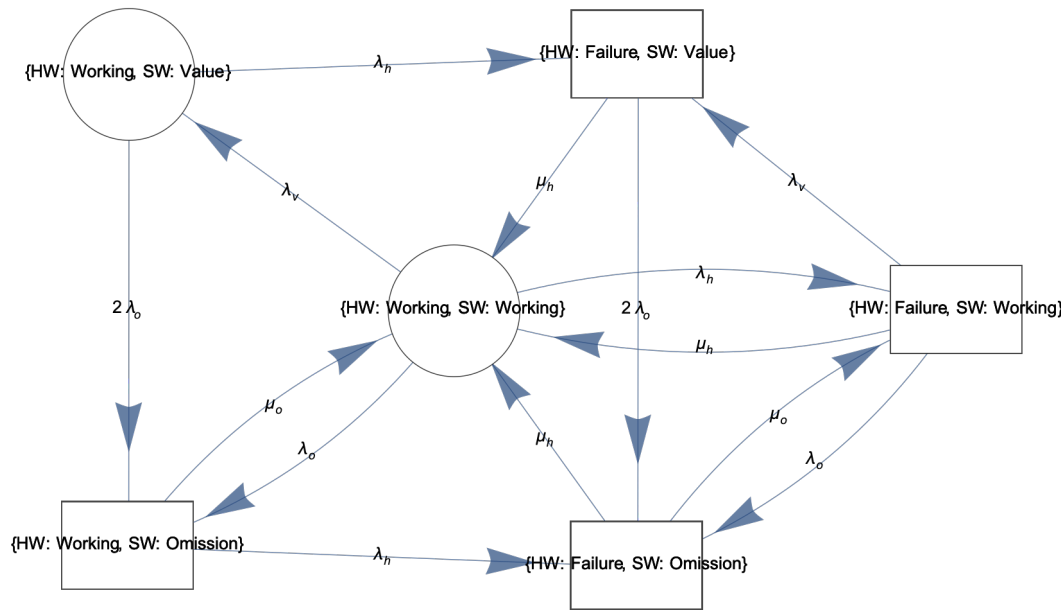 {HW: Working, SW: Value}
λh
{HW: Failure, SW: Value}
μh
λv
λv
λh
2 λo
{HW: Working, SW: Working}
2 λo
{HW: Failure, SW: Working}
μh
μo
μo
μh
λo
λo
{HW: Working, SW: Omission}
λh
{HW: Failure, SW: Omission}